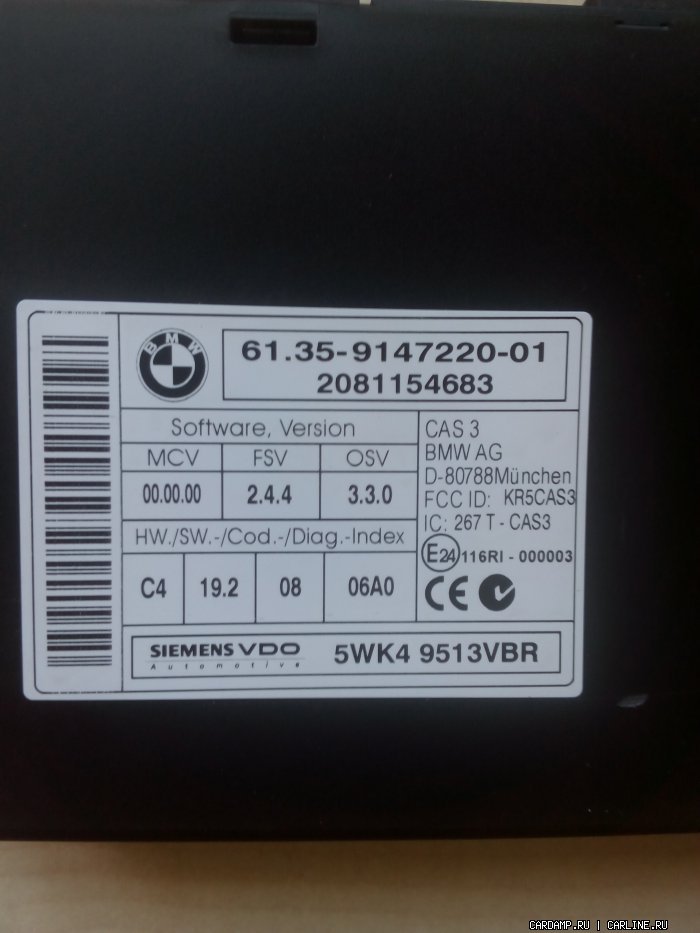 BMW
61.35-9147220-01
2081154683
Software, Version
MCV FSV OSV
00.00.00 2.4.4 3.3.0
HW./SW.-/Cod.-/Diag.-Index
C4 19.2 08 06A0
CAS 3
BMW AG
D-80788München
FCC ID: KR5CAS3
IC: 267 T - CAS3
E24 116RI - 000003
CE
SIEMENS VDO
Automotive
5WK4 9513VBR
CARDAMP.RU | CARLINE.RU